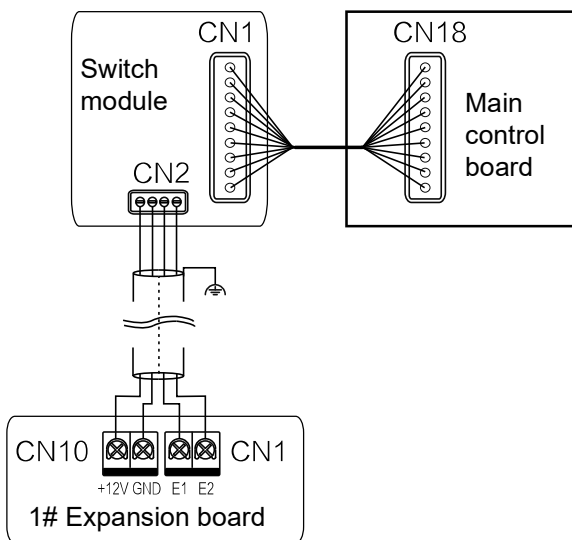 CN1
CN18
Switch
module
Main
control
board
CN2
CN10
CN1
+12V GND E1 E2
1# Expansion board